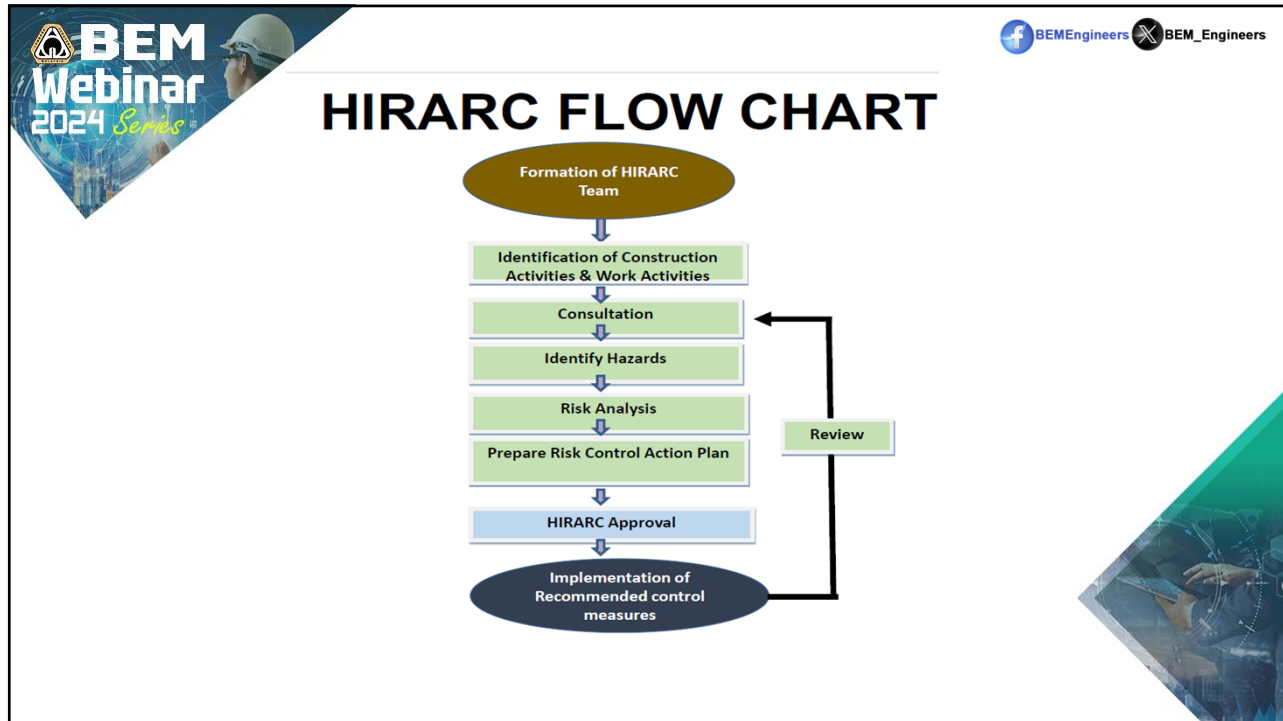 BEM
Webinar
2024 Series
BEMEngineers
BEM_Engineers
HIRARC FLOW CHART
Formation of HIRARC
Team
Identification of Construction
Activities & Work Activities
Consultation
Identify Hazards
Risk Analysis
Review
Prepare Risk Control Action Plan
HIRARC Approval
Implementation of
Recommended control
measures